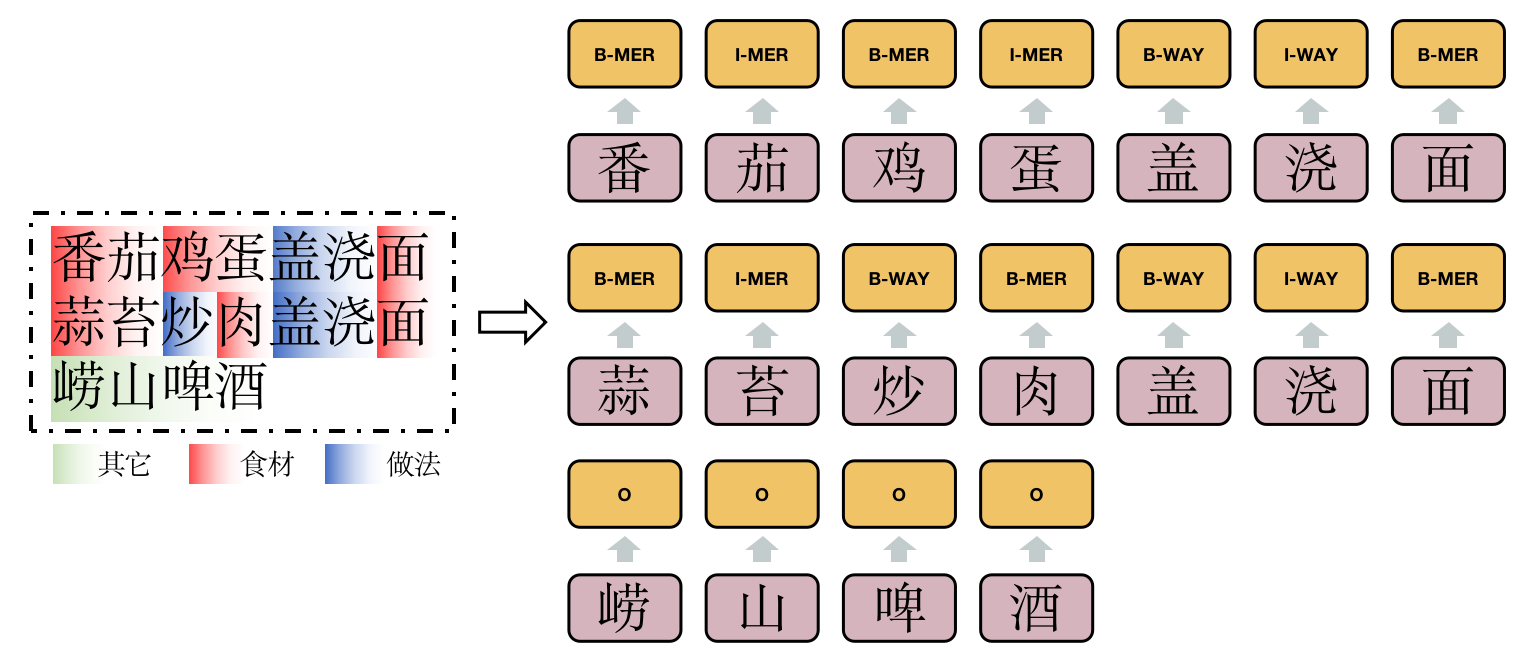 番茄鸡蛋盖浇面
蒜苔炒肉盖浇面
崂山啤酒
其它 食材 做法
B-MER I-MER B-MER I-MER B-WAY I-WAY B-MER
番 茄 鸡 蛋 盖 浇 面
B-MER I-MER B-WAY B-MER B-WAY I-WAY B-MER
蒜 苔 炒 肉 盖 浇 面
O O O O
崂 山 啤 酒